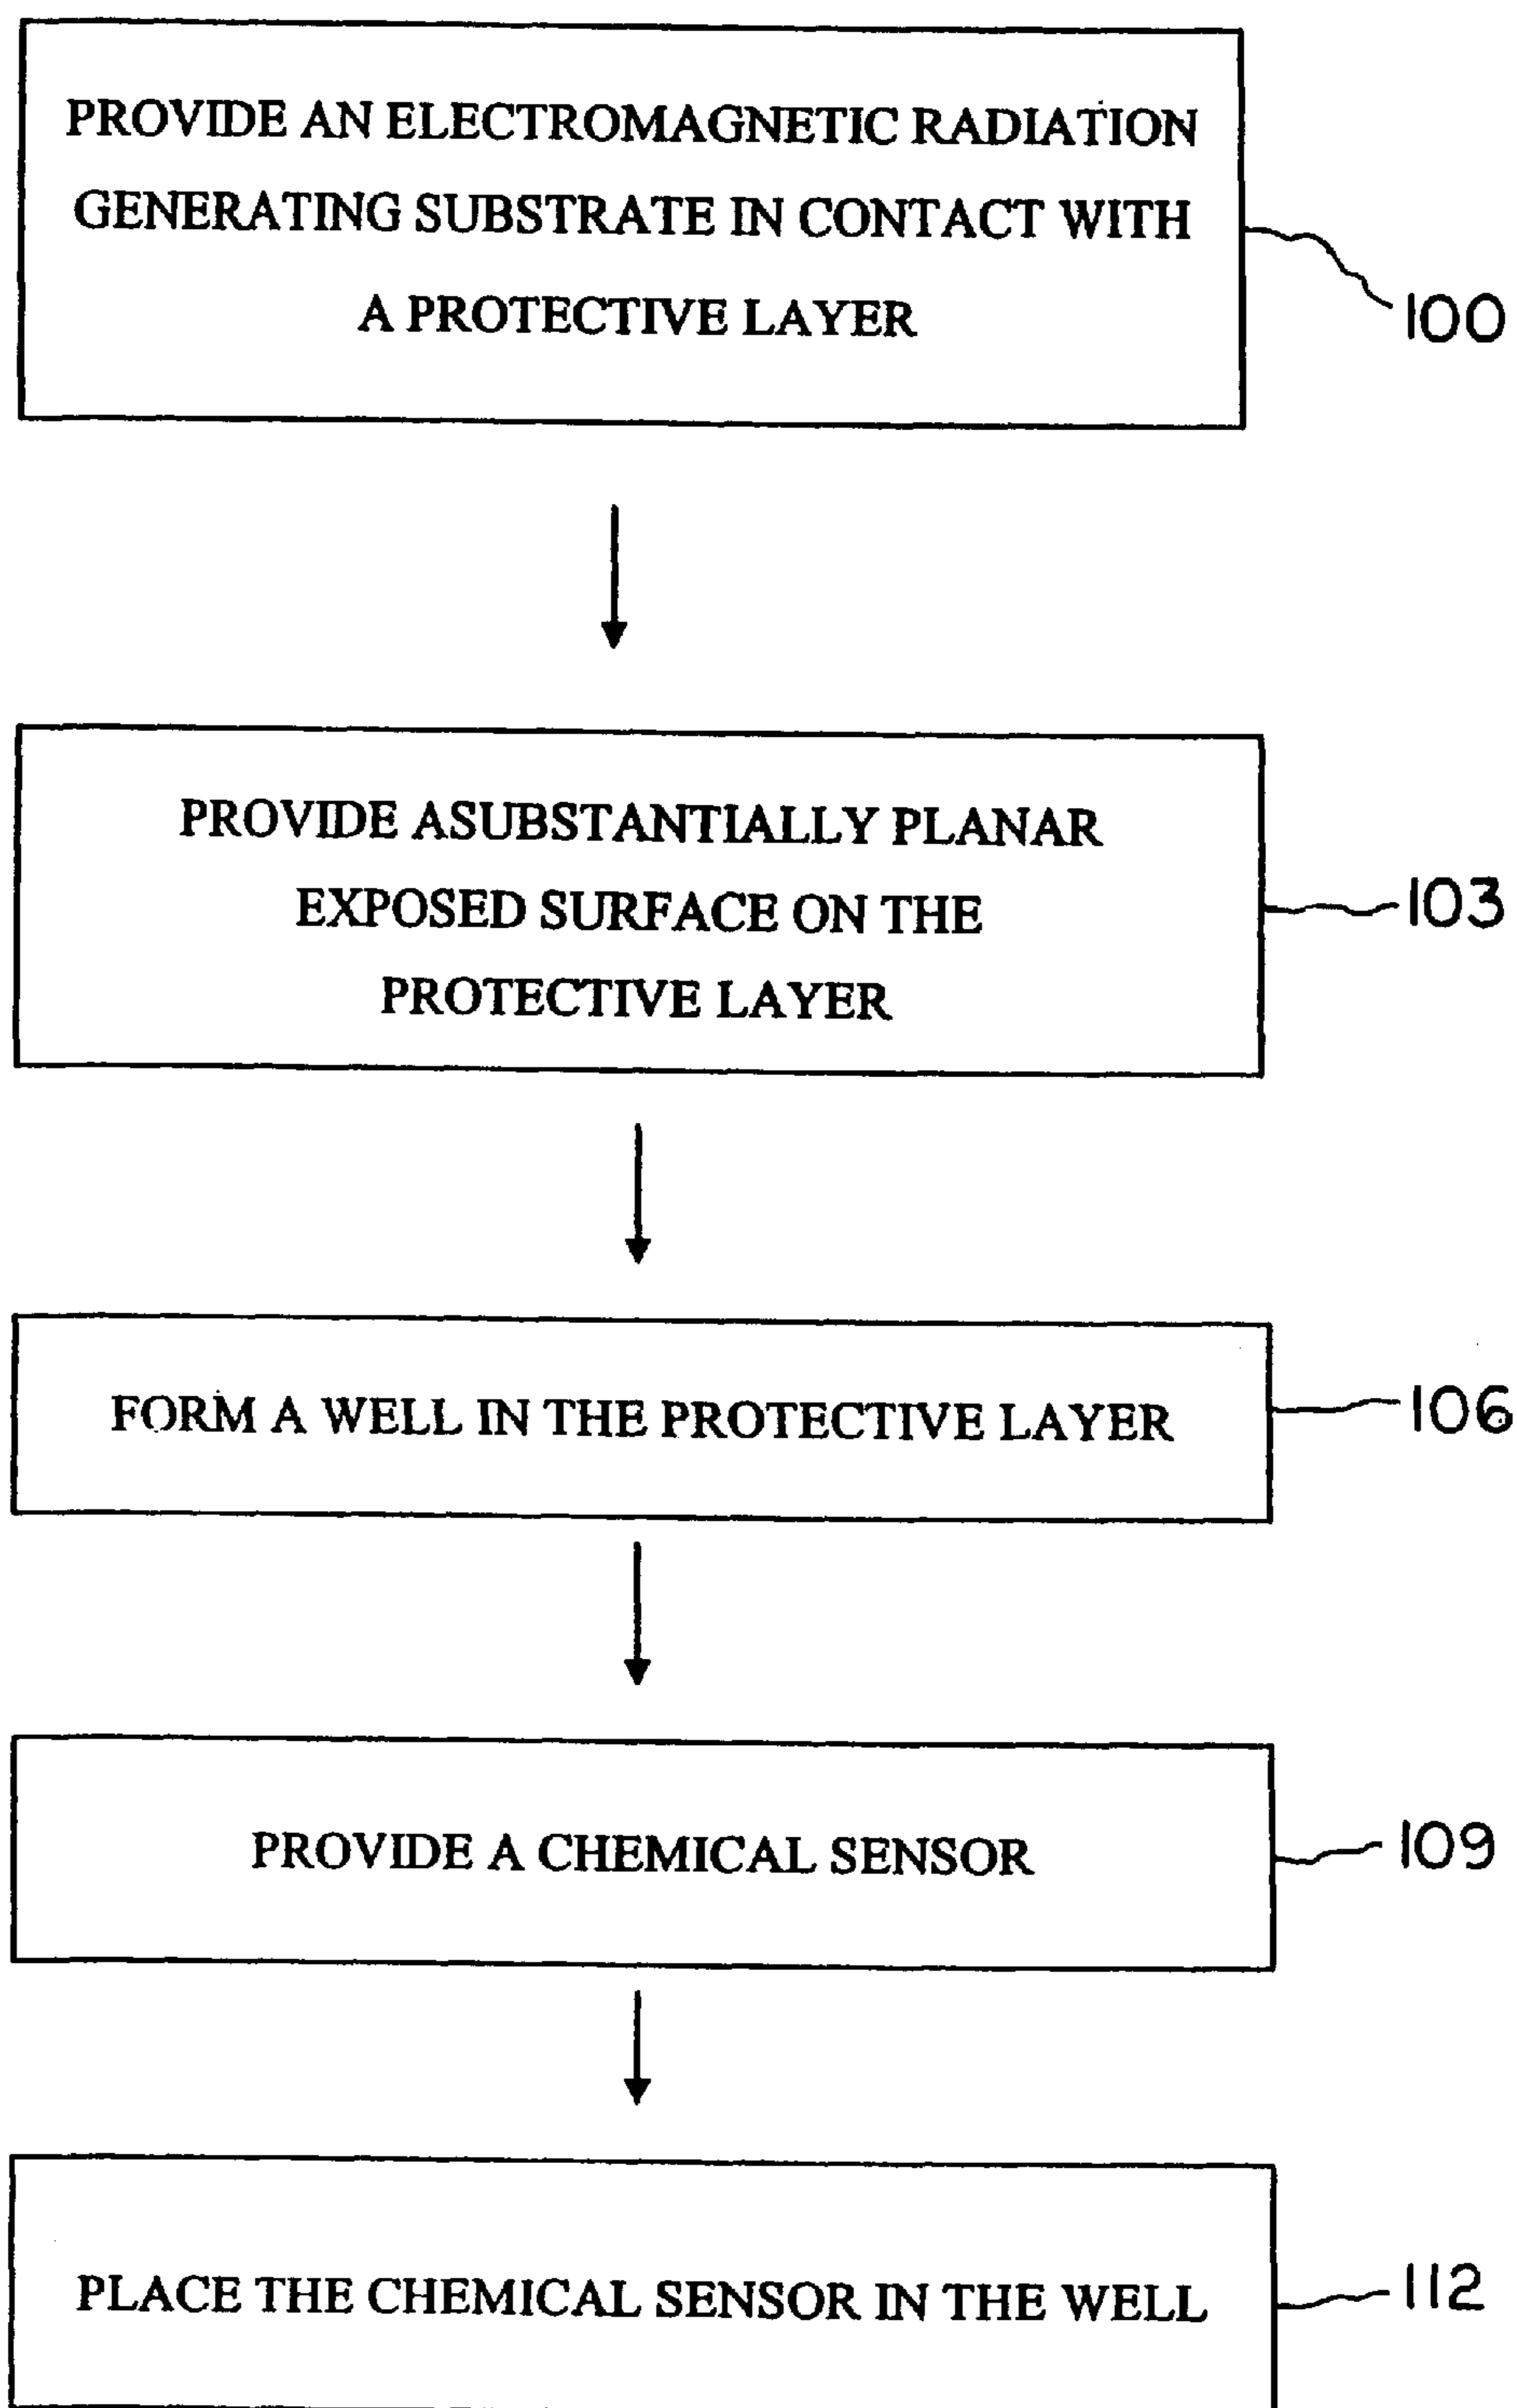 PROVIDE AN ELECTROMAGNETIC RADIATION
GENERATING SUBSTRATE IN CONTACT WITH
A PROTECTIVE LAYER
100
PROVIDE ASUBSTANTIALLY PLANAR
EXPOSED SURFACE ON THE
PROTECTIVE LAYER
103
FORM A WELL IN THE PROTECTIVE LAYER
106
PROVIDE A CHEMICAL SENSOR
109
PLACE THE CHEMICAL SENSOR IN THE WELL
112